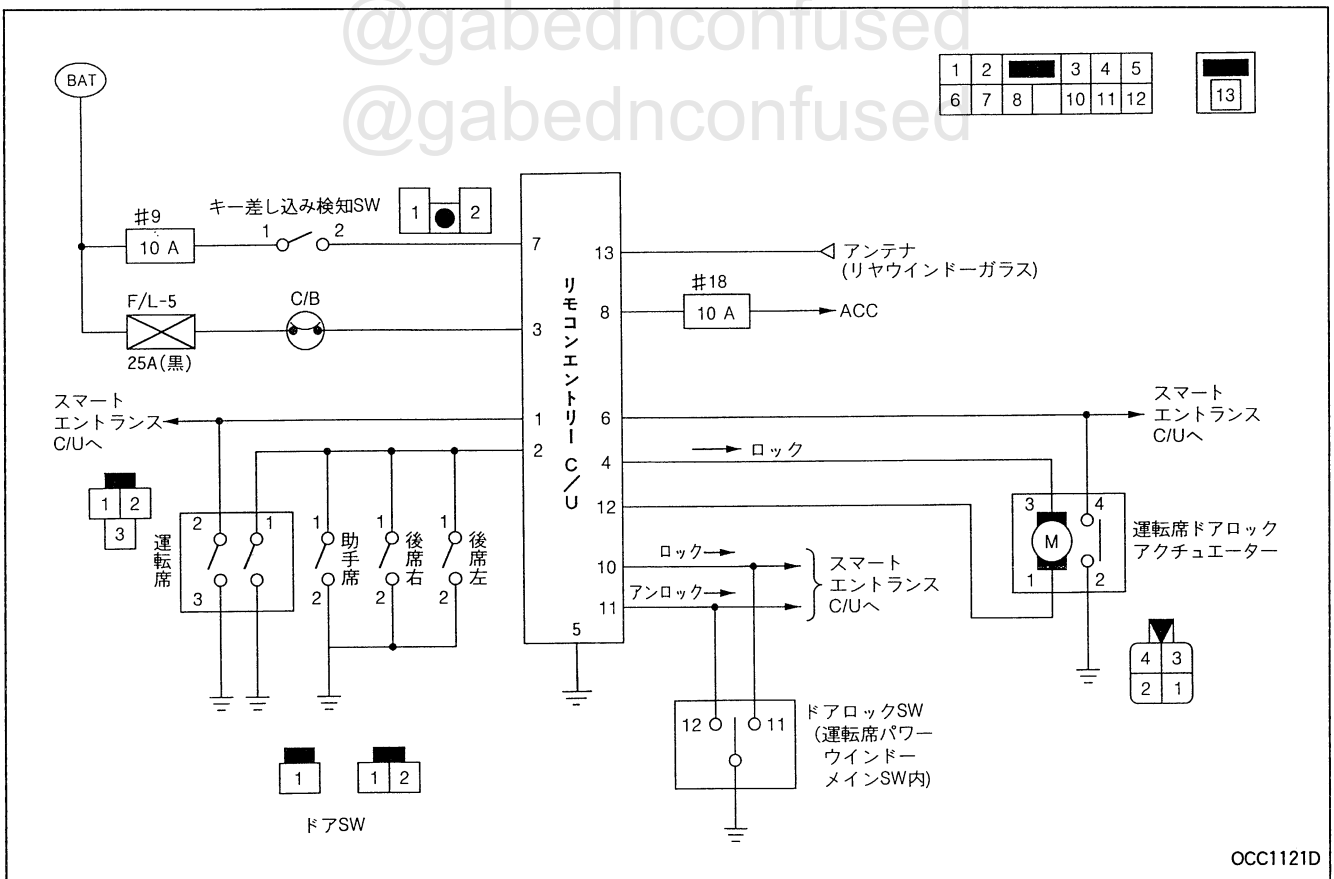 @gabednconfused
@gabednconfused
BAT
1 2 3 4 5
6 7 8 10 11 12
13
#9
10 A
キー差し込み検知SW
1 2
1 2
F/L-5
25A(黒)
C/B
7
3
1
2
リモコンエントリー C/U
13
8
6
4
12
10
11
5
アンテナ
(リヤウインドーガラス)
#18
10 A
ACC
スマート
エントランス
C/Uへ
スマート
エントランス
C/Uへ
ロック
1 2
3
運転席
2 1
3
助手席
1
2
後席右
1
2
後席左
1
2
ロック
アンロック
スマート
エントランス
C/Uへ
3 4
M
1 2
運転席ドアロック
アクチュエーター
4 3
2 1
12 11
ドアロックSW
(運転席パワー
ウインドー
メインSW内)
1
1 2
ドアSW
OCC1121D